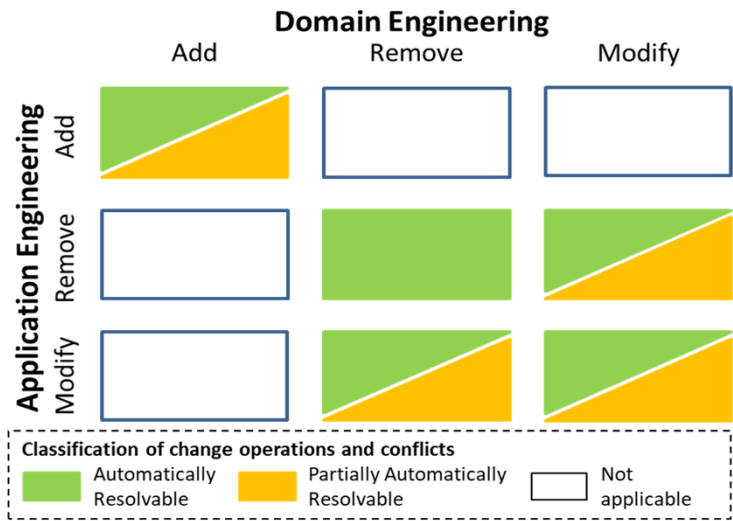 Domain Engineering
Add Remove Modify
Application Engineering
Add
Remove
Modify
Classification of change operations and conflicts
Automatically
Resolvable
Partially Automatically
Resolvable
Not
applicable